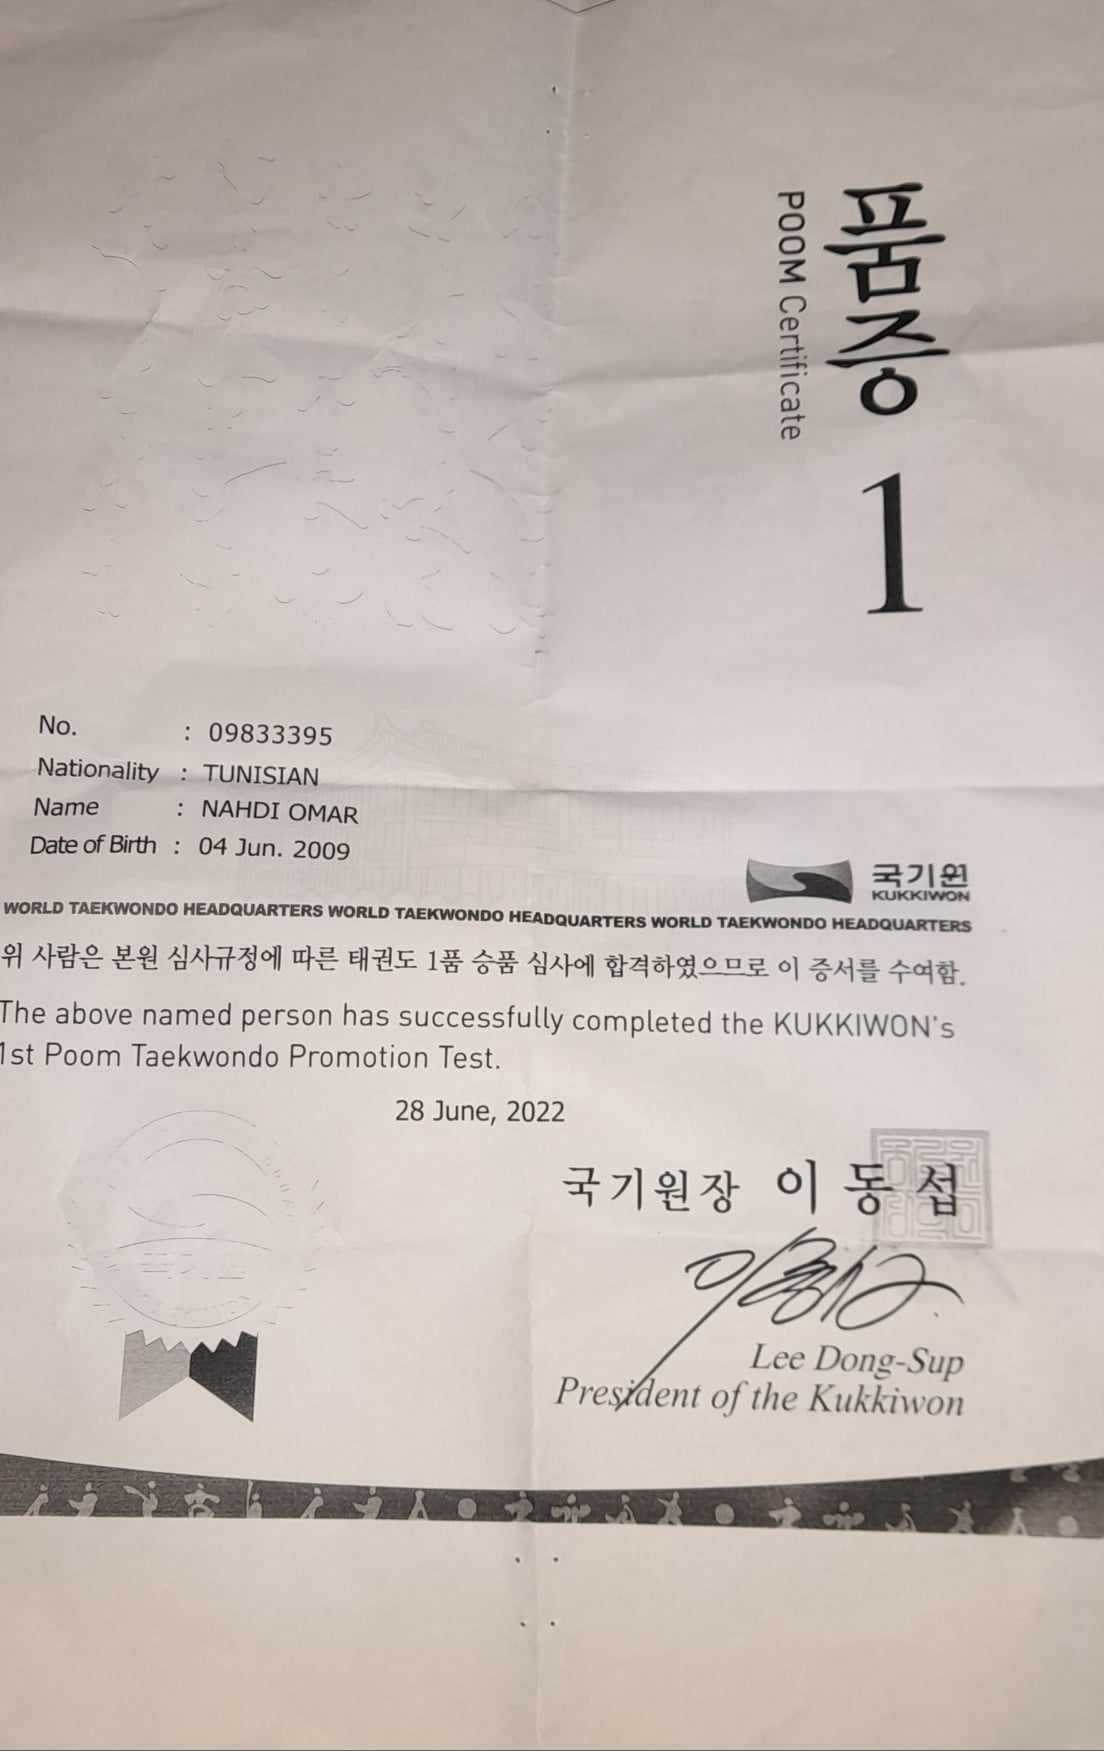 품증 1
POOM Certificate
No. : 09833395
Nationality : TUNISIAN
Name : NAHDI OMAR
Date of Birth : 04 Jun. 2009
국기원
KUKKIWON
WORLD TAEKWONDO HEADQUARTERS WORLD TAEKWONDO HEADQUARTERS WORLD TAEKWONDO HEADQUARTERS
위 사람은 본원 심사규정에 따른 태권도 1품 승품 심사에 합격하였으므로 이 증서를 수여함.
The above named person has successfully completed the KUKKIWON's
1st Poom Taekwondo Promotion Test.
28 June, 2022
국기원장 이동섭
Lee Dong-Sup
President of the Kukkiwon